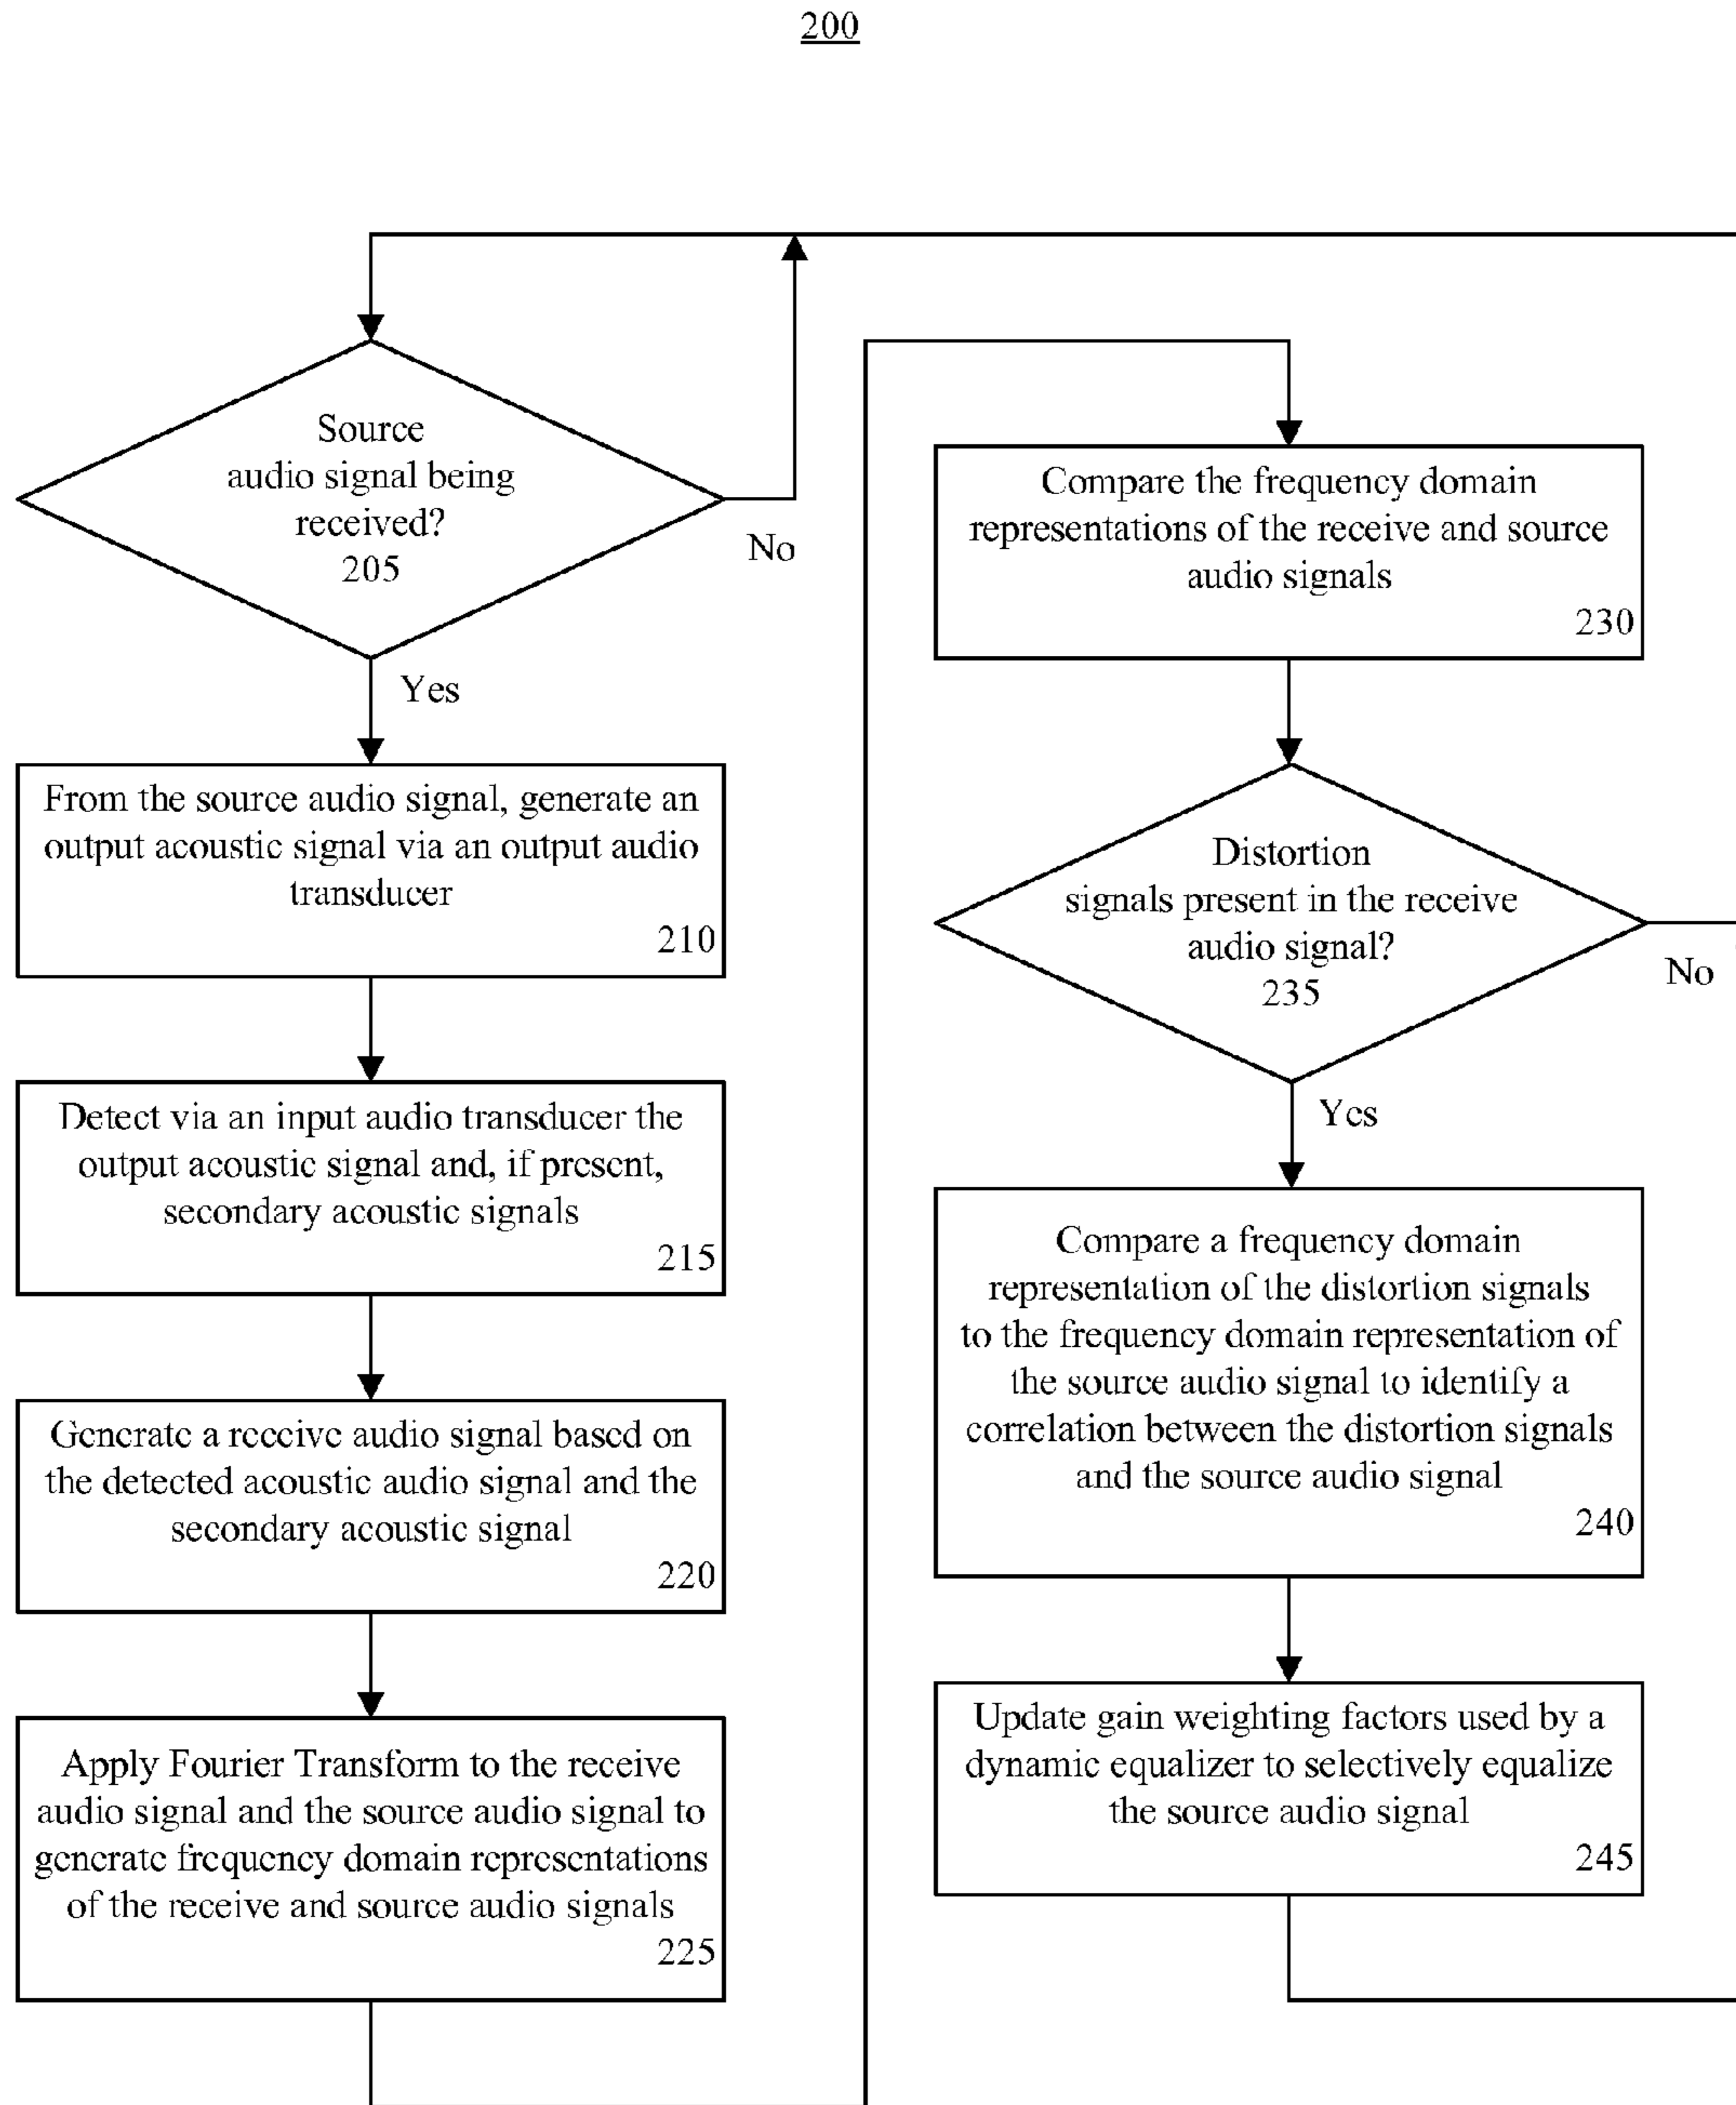 200
Source
audio signal being
received?
205
No
Yes
From the source audio signal, generate an
output acoustic signal via an output audio
transducer
210
Detect via an input audio transducer the
output acoustic signal and, if present,
secondary acoustic signals
215
Generate a receive audio signal based on
the detected acoustic audio signal and the
secondary acoustic signal
220
Apply Fourier Transform to the receive
audio signal and the source audio signal to
generate frequency domain representations
of the receive and source audio signals
225
Compare the frequency domain
representations of the receive and source
audio signals
230
Distortion
signals present in the receive
audio signal?
235
No
Yes
Compare a frequency domain
representation of the distortion signals
to the frequency domain representation of
the source audio signal to identify a
correlation between the distortion signals
and the source audio signal
240
Update gain weighting factors used by a
dynamic equalizer to selectively equalize
the source audio signal
245